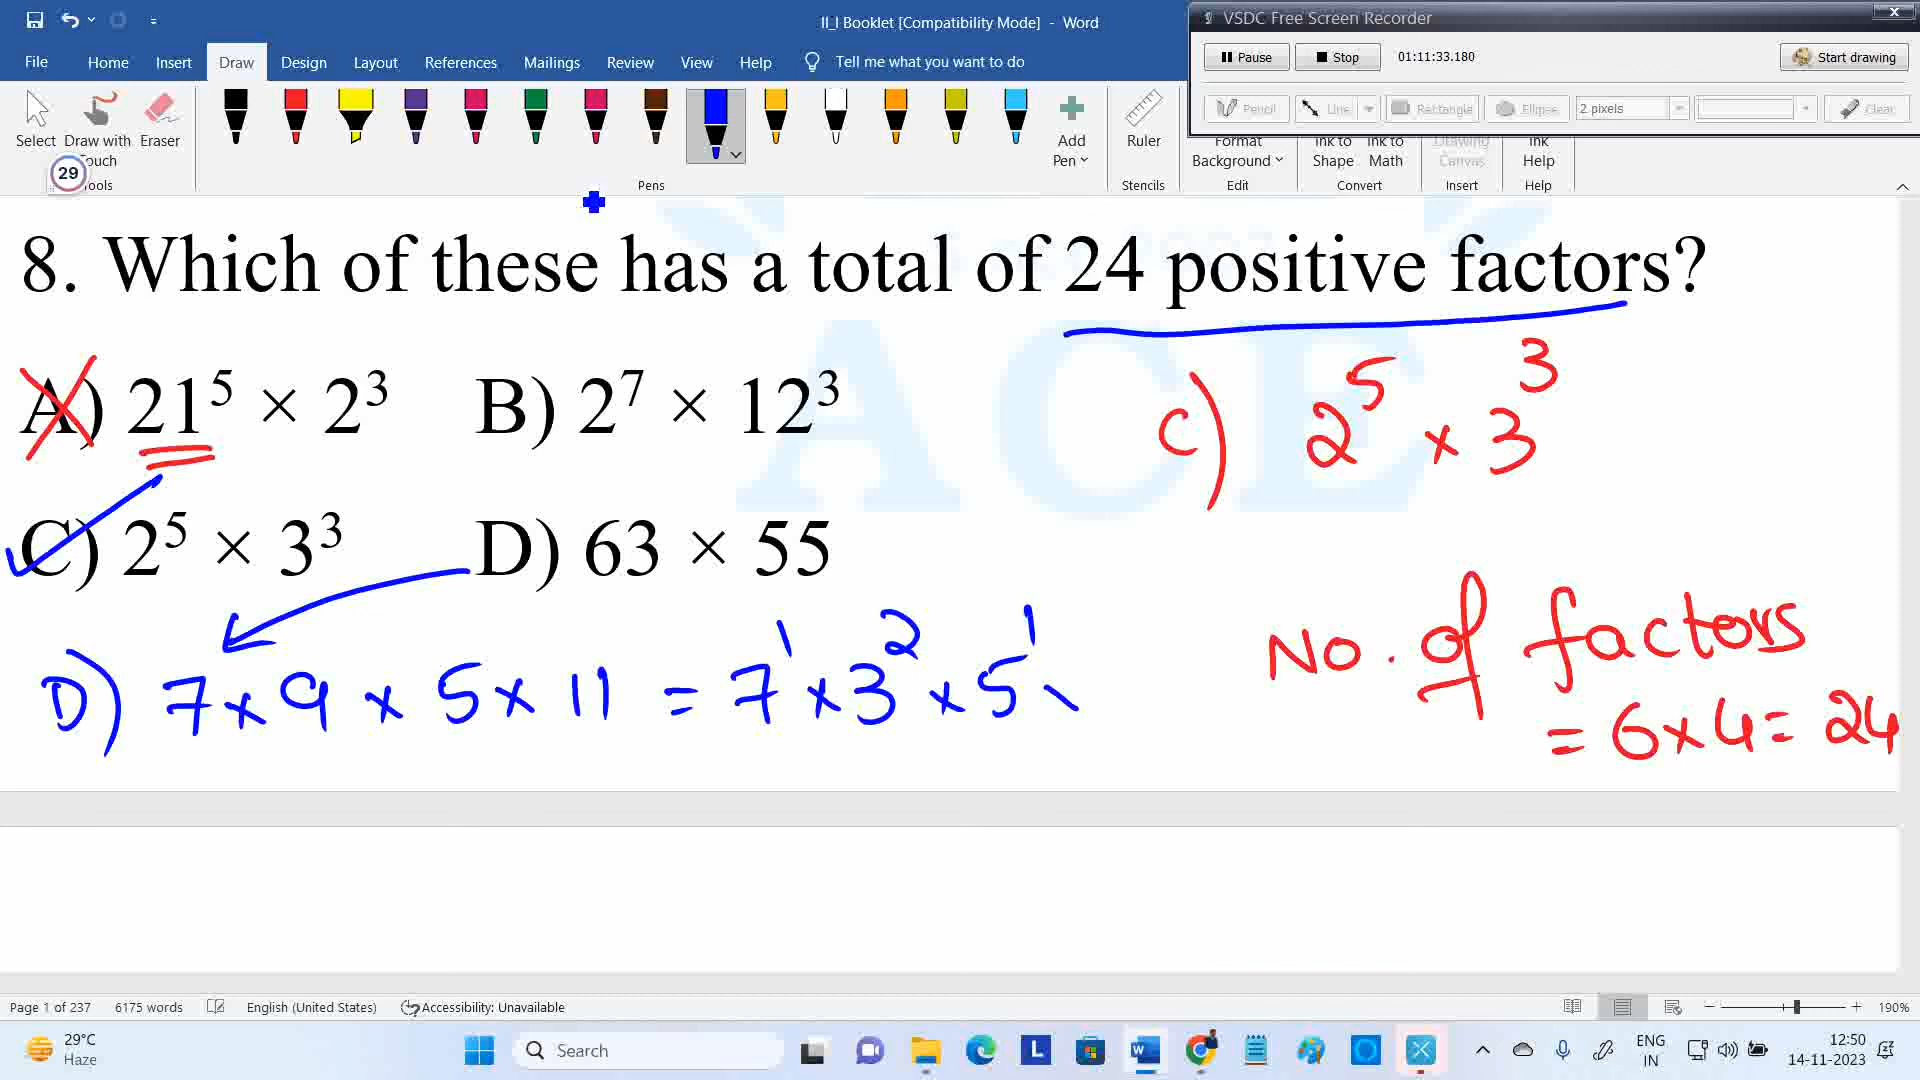 II_I Booklet [Compatibility Mode] - Word
VSDC Free Screen Recorder
Pause
Stop
01:11:33.180
Start drawing
Pencil
Line
Rectangle
Ellipse
2 pixels
Clear
File Home Insert Draw Design Layout References Mailings Review View Help Tell me what you want to do
Select
Draw with Touch
Eraser
29
Tools
Pens
Add Pen
Ruler
Stencils
Format Background
Edit
Ink to Shape
Ink to Math
Convert
Drawing Canvas
Insert
Ink Help
Help
8. Which of these has a total of 24 positive factors?
A) 21⁵ × 2³ B) 2⁷ × 12³
C) 2⁵ × 3³
C) 2⁵ × 3³ D) 63 × 55
D) 7 × 9 × 5 × 11 = 7¹ × 3² × 5¹
No. of factors
= 6 × 4 = 24
ACE
Page 1 of 237 6175 words English (United States) Accessibility: Unavailable 190%
29°C
Haze
Search
ENG
IN
12:50
14-11-2023